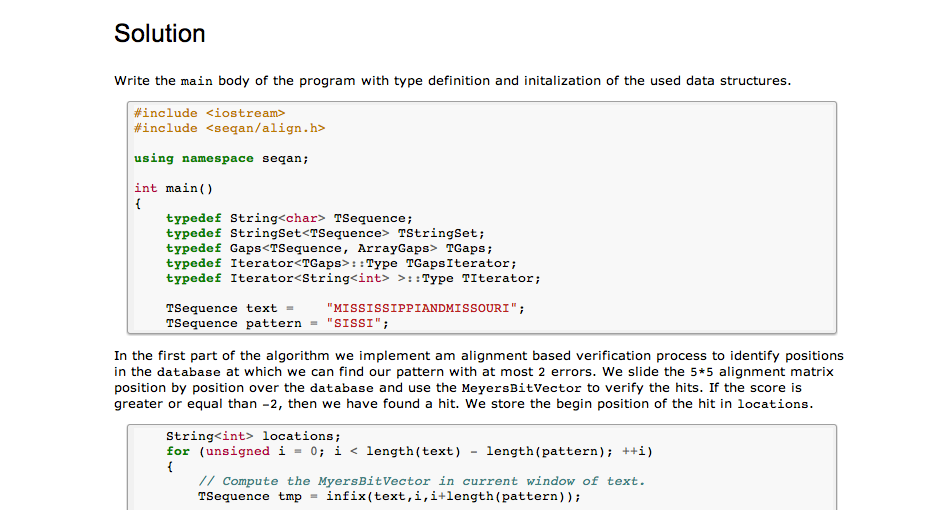 Solution
Write the main body of the program with type definition and initalization of the used data structures.
#include <iostream>
#include <seqan/align.h>
using namespace seqan;
int main()
{
typedef String<char> TSequence;
typedef StringSet<TSequence> TStringSet;
typedef Gaps<TSequence, ArrayGaps> TGaps;
typedef Iterator<TGaps>::Type TGapsIterator;
typedef Iterator<String<int> >::Type TIterator;
TSequence text =    "MISSISSIPPIANDMISSOURI";
TSequence pattern = "SISSI";
In the first part of the algorithm we implement am alignment based verification process to identify positions
in the database at which we can find our pattern with at most 2 errors. We slide the 5*5 alignment matrix
position by position over the database and use the MeyersBitVector to verify the hits. If the score is
greater or equal than -2, then we have found a hit. We store the begin position of the hit in locations.
String<int> locations;
for (unsigned i = 0; i < length(text) - length(pattern); ++i)
{
// Compute the MyersBitVector in current window of text.
TSequence tmp = infix(text,i,i+length(pattern));